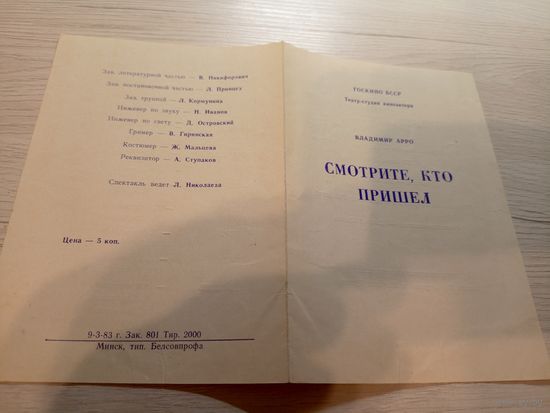 Зав. литературной частью — В. Никифорович
Зав. постановочной частью — Л. Принцев
Зав. труппой — Л. Кормунина
Инженер по звуку — Н. Иванов
Инженер по свету — Л. Островский
Гример — В. Гиринская
Костюмер — Ж. Мальцева
Реквизитор — А. Ступаков
Спектакль ведет Л. Николаева
Цена — 5 коп.
9-3-83 г. Зак. 801 Тир. 2000
Минск, тип. Белсовпрофа
ГОСКИНО БССР
Театр-студия киноактера
ВЛАДИМИР АРРО
СМОТРИТЕ, КТО
ПРИШЕЛ